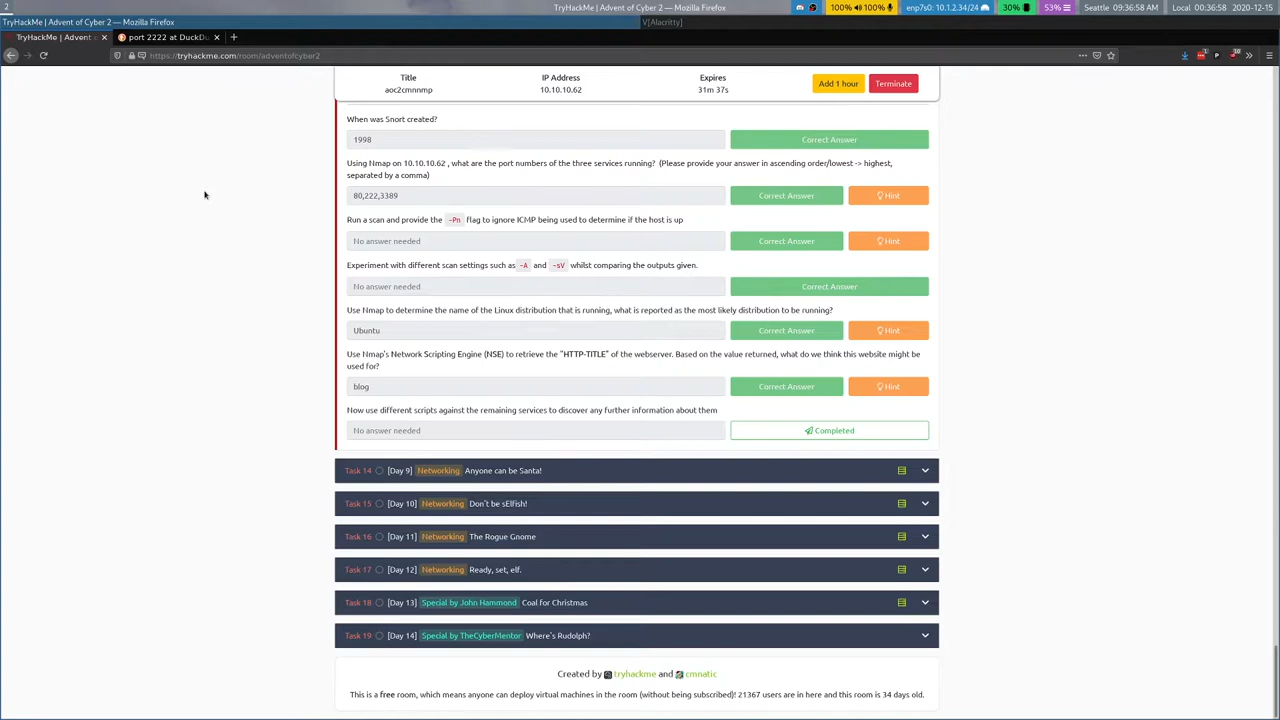 2
TryHackMe | Advent of Cyber 2 — Mozilla Firefox
100% 100%
enp7s0: 10.1.2.34/24
30%
53%
Seattle 09:36:58 AM
Local 00:36:58
2020-12-15
TryHackMe | Advent of Cyber 2 — Mozilla Firefox
V[Alacritty]
TryHackMe | Advent
port 2222 at DuckDu
https://tryhackme.com/room/adventofcyber2
Title
IP Address
Expires
aoc2cmnnmp
10.10.10.62
31m 37s
Add 1 hour
Terminate
When was Snort created?
1998
Correct Answer
Using Nmap on 10.10.10.62 , what are the port numbers of the three services running? (Please provide your answer in ascending order/lowest -> highest,
separated by a comma)
80,222,3389
Correct Answer
Hint
Run a scan and provide the -Pn flag to ignore ICMP being used to determine if the host is up
No answer needed
Correct Answer
Hint
Experiment with different scan settings such as -A and -sV whilst comparing the outputs given.
No answer needed
Correct Answer
Use Nmap to determine the name of the Linux distribution that is running, what is reported as the most likely distribution to be running?
Ubuntu
Correct Answer
Hint
Use Nmap's Network Scripting Engine (NSE) to retrieve the "HTTP-TITLE" of the webserver. Based on the value returned, what do we think this website might be
used for?
blog
Correct Answer
Hint
Now use different scripts against the remaining services to discover any further information about them
No answer needed
Completed
Task 14 [Day 9] Networking Anyone can be Santa!
Task 15 [Day 10] Networking Don't be sElfish!
Task 16 [Day 11] Networking The Rogue Gnome
Task 17 [Day 12] Networking Ready, set, elf.
Task 18 [Day 13] Special by John Hammond Coal for Christmas
Task 19 [Day 14] Special by TheCyberMentor Where's Rudolph?
Created by tryhackme and cmnatic
This is a free room, which means anyone can deploy virtual machines in the room (without being subscribed)! 21367 users are in here and this room is 34 days old.